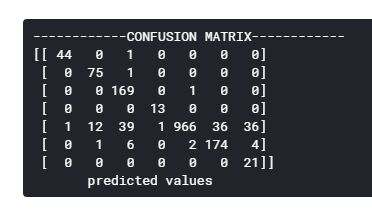 ------------CONFUSION MATRIX------------
[[ 44 0 1 0 0 0 0]
[ 0 75 1 0 0 0 0]
[ 0 0 169 0 1 0 0]
[ 0 0 0 13 0 0 0]
[ 1 12 39 1 966 36 36]
[ 0 1 6 0 2 174 4]
[ 0 0 0 0 0 0 21]]
predicted values